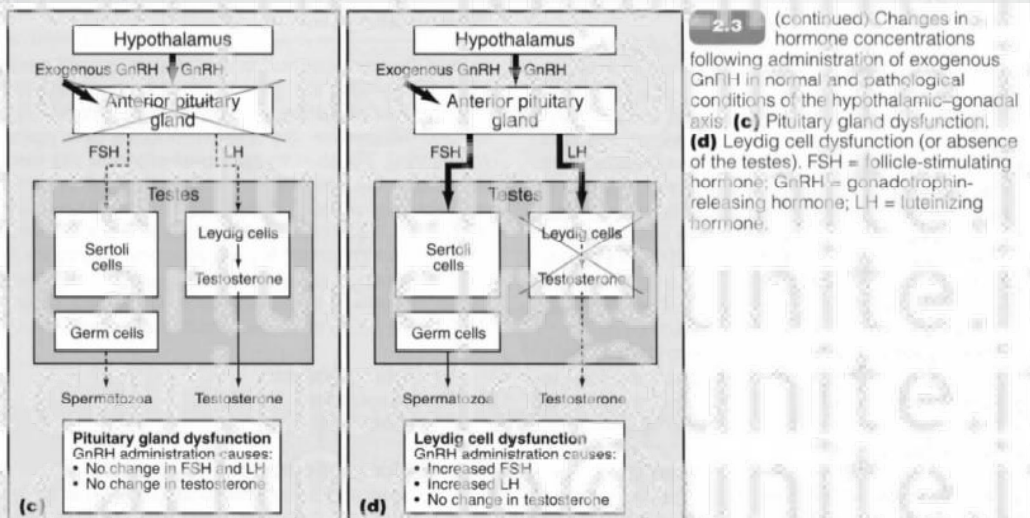 Hypothalamus
Exogenous GnRH GnRH
Anterior pituitary
gland
FSH LH
Testes
Sertoli
cells
Leydig cells
Testosterone
Germ cells
Spermatozoa Testosterone
Pituitary gland dysfunction
GnRH administration causes:
• No change in FSH and LH
• No change in testosterone
(c)
Hypothalamus
Exogenous GnRH GnRH
Anterior pituitary
gland
FSH LH
Testes
Sertoli
cells
Leydig cells
Testosterone
Germ cells
Spermatozoa Testosterone
Leydig cell dysfunction
GnRH administration causes:
• Increased FSH
• Increased LH
• No change in testosterone
(d)
2.3 (continued) Changes in
hormone concentrations
following administration of exogenous
GnRH in normal and pathological
conditions of the hypothalamic–gonadal
axis. (c) Pituitary gland dysfunction.
(d) Leydig cell dysfunction (or absence
of the testes). FSH = follicle-stimulating
hormone; GnRH = gonadotrophin-
releasing hormone; LH = luteinizing
hormone.
unite.i
unite.i
unite.i